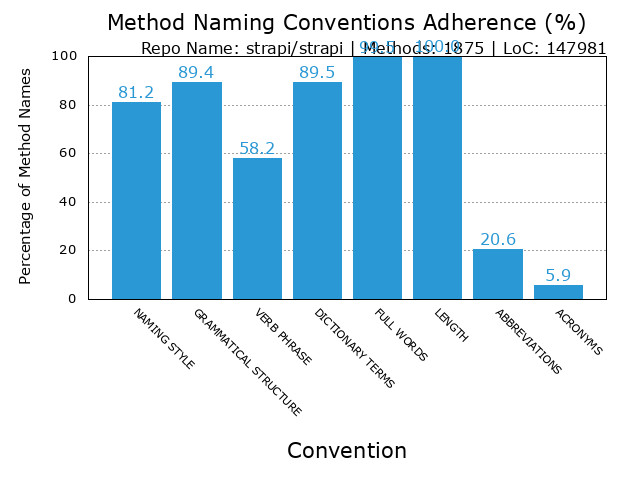 Method Naming Conventions Adherence (%)
Repo Name: strapi/strapi | Methods: 1875 | LoC: 147981
Percentage of Method Names
100
80
60
40
20
0
81.2
89.4
58.2
89.5
100.0
20.6
5.9
NAMING STYLE
GRAMMATICAL STRUCTURE
VERB PHRASE
DICTIONARY TERMS
FULL WORDS
LENGTH
ABBREVIATIONS
ACRONYMS
Convention